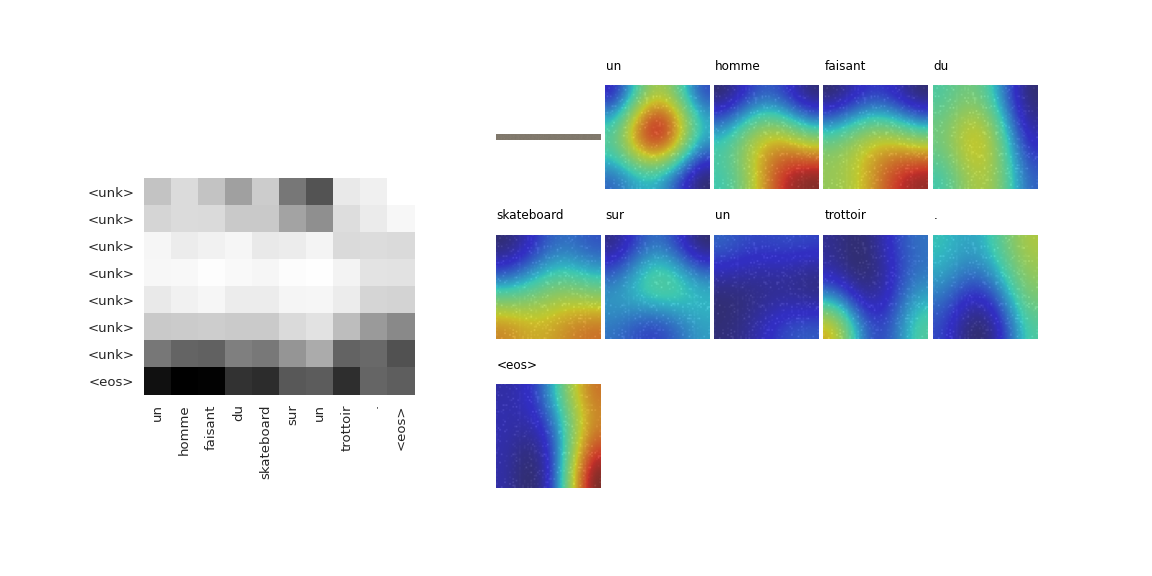 un homme faisant du
skateboard sur un trottoir .
<eos>
<unk>
<unk>
<unk>
<unk>
<unk>
<unk>
<unk>
<eos>
un homme faisant du skateboard sur un trottoir . <eos>